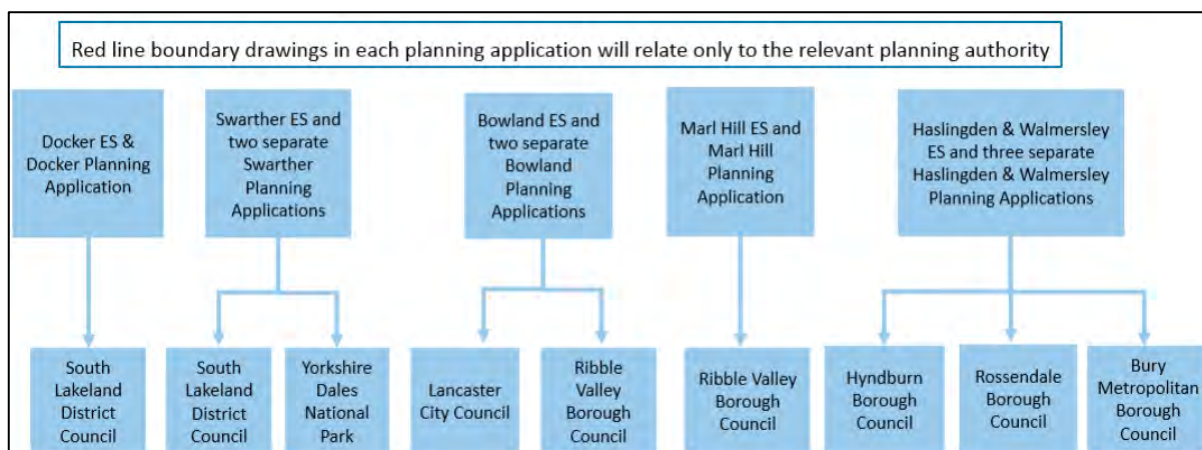 Red line boundary drawings in each planning application will relate only to the relevant planning authority
Docker ES &
Docker Planning
Application
Swarther ES and
two separate
Swarther
Planning
Applications
Bowland ES and
two separate
Bowland
Planning
Applications
Marl Hill ES and
Marl Hill
Planning
Application
Haslingden & Walmersley
ES and three separate
Haslingden & Walmersley
Planning Applications
South
Lakeland
District
Council
South
Lakeland
District
Council
Yorkshire
Dales
National
Park
Lancaster
City Council
Ribble
Valley
Borough
Council
Ribble Valley
Borough
Council
Hyndburn
Borough
Council
Rossendale
Borough
Council
Bury
Metropolitan
Borough
Council